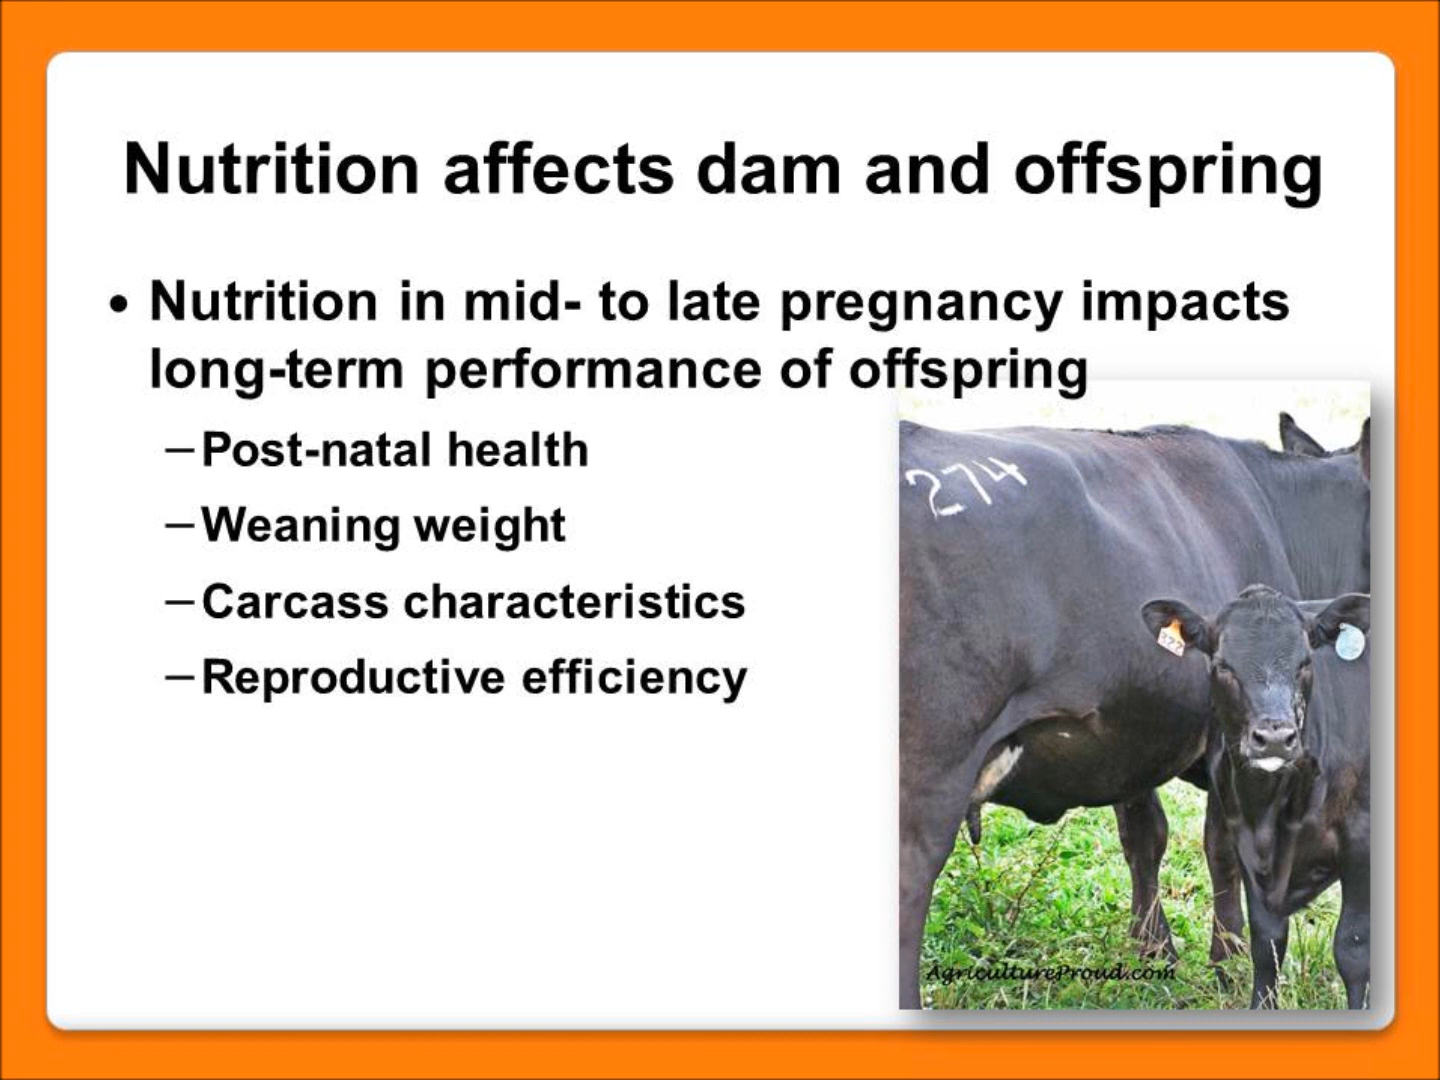 Nutrition affects dam and offspring
• Nutrition in mid- to late pregnancy impacts
long-term performance of offspring
–Post-natal health
–Weaning weight
–Carcass characteristics
–Reproductive efficiency
274
322
AgricultureProud.com